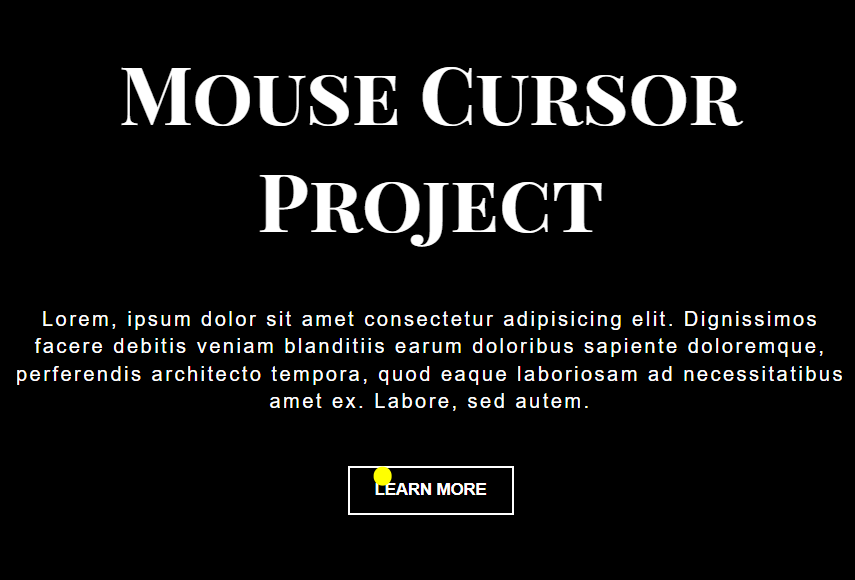 Mouse Cursor
Project
Lorem, ipsum dolor sit amet consectetur adipisicing elit. Dignissimos
facere debitis veniam blanditiis earum doloribus sapiente doloremque,
perferendis architecto tempora, quod eaque laboriosam ad necessitatibus
amet ex. Labore, sed autem.
LEARN MORE